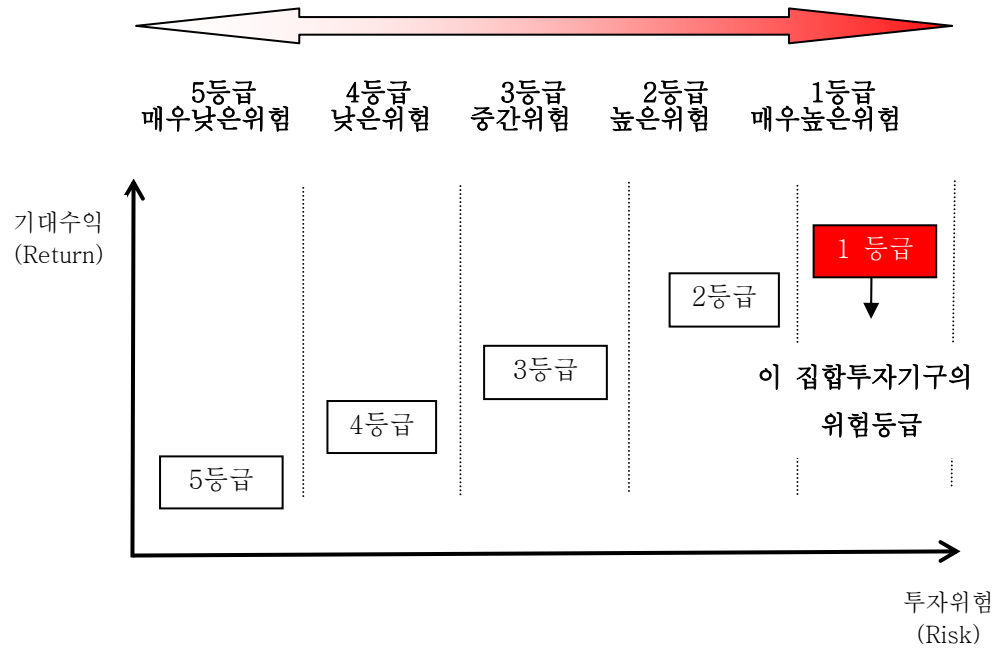 5등급
매우낮은위험
4등급
낮은위험
3등급
중간위험
2등급
높은위험
1등급
매우높은위험
기대수익
(Return)
1 등급
2등급
3등급
이 집합투자기구의
위험등급
4등급
5등급
투자위험
(Risk)